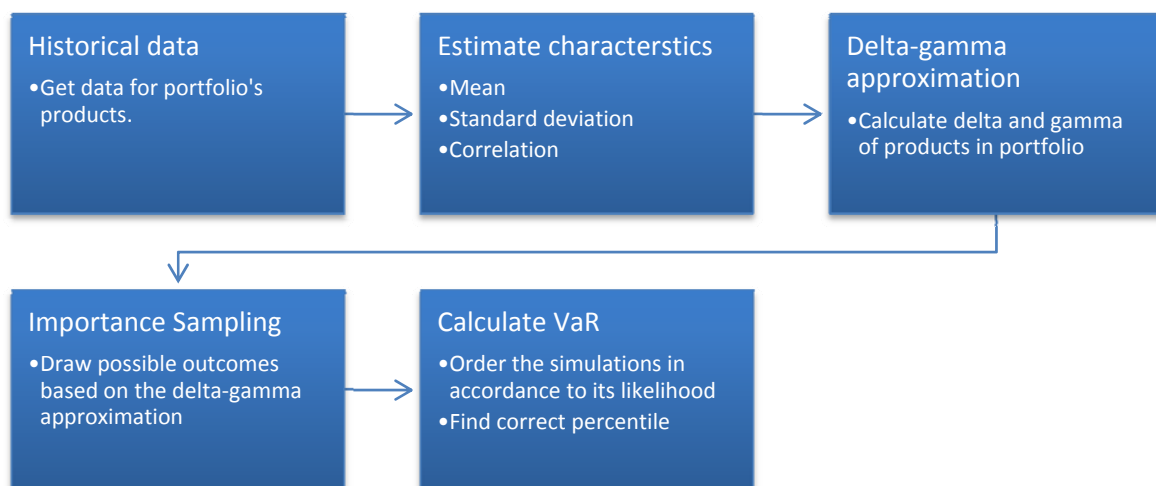 Historical data
•Get data for portfolio's
products.
Estimate characterstics
•Mean
•Standard deviation
•Correlation
Delta-gamma
approximation
•Calculate delta and gamma
of products in portfolio
Importance Sampling
•Draw possible outcomes
based on the delta-gamma
approximation
Calculate VaR
•Order the simulations in
accordance to its likelihood
•Find correct percentile